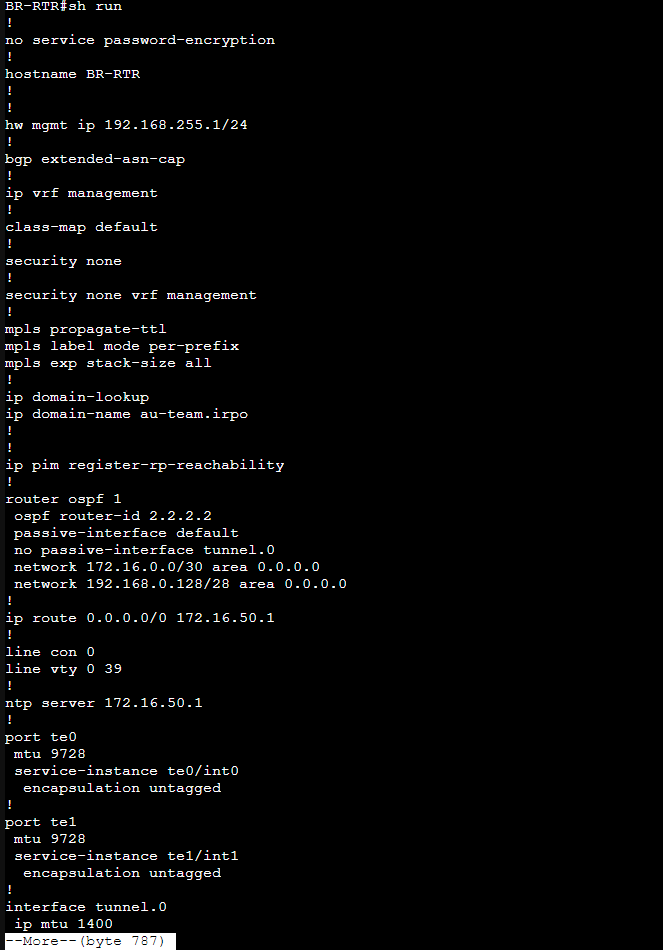 BR-RTR#sh run
!
no service password-encryption
!
hostname BR-RTR
!
!
hw mgmt ip 192.168.255.1/24
!
bgp extended-asn-cap
!
ip vrf management
!
class-map default
!
security none
!
security none vrf management
!
mpls propagate-ttl
mpls label mode per-prefix
mpls exp stack-size all
!
ip domain-lookup
ip domain-name au-team.irpo
!
!
ip pim register-rp-reachability
!
router ospf 1
 ospf router-id 2.2.2.2
 passive-interface default
 no passive-interface tunnel.0
 network 172.16.0.0/30 area 0.0.0.0
 network 192.168.0.128/28 area 0.0.0.0
!
ip route 0.0.0.0/0 172.16.50.1
!
line con 0
line vty 0 39
!
ntp server 172.16.50.1
!
port te0
 mtu 9728
 service-instance te0/int0
  encapsulation untagged
!
port te1
 mtu 9728
 service-instance te1/int1
  encapsulation untagged
!
interface tunnel.0
 ip mtu 1400
--More--(byte 787)